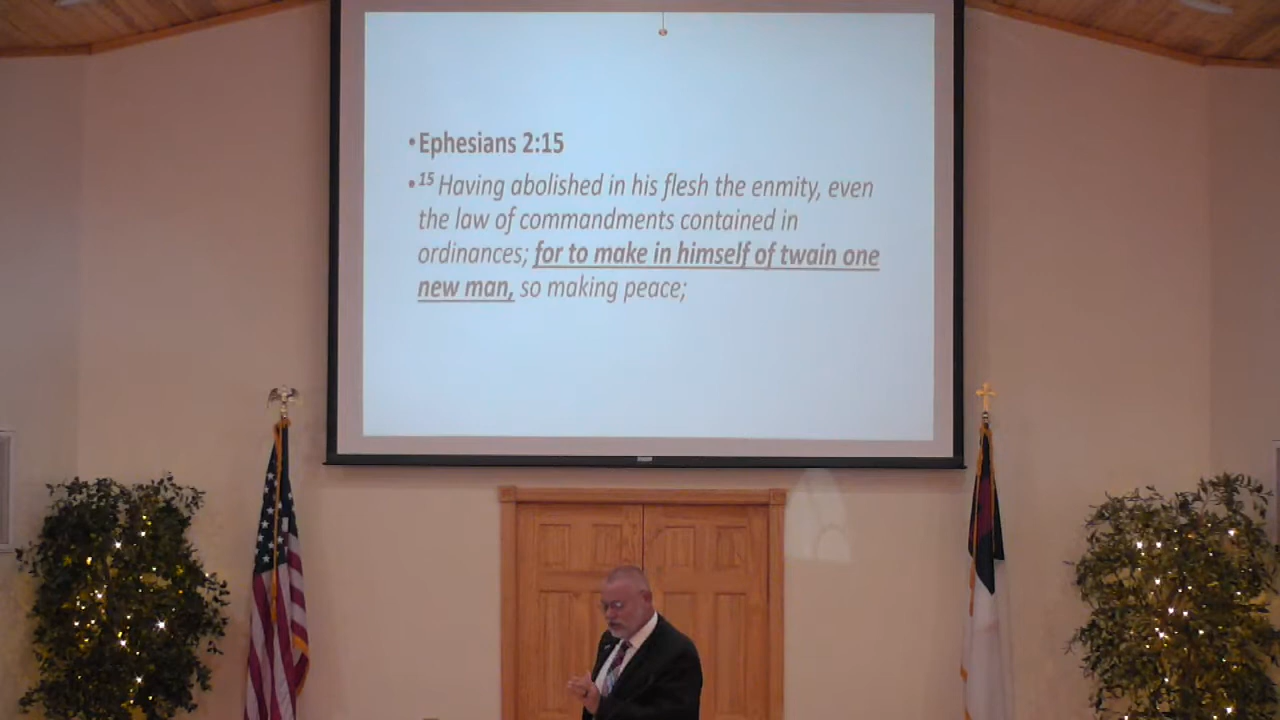 •Ephesians 2:15
•15 Having abolished in his flesh the enmity, even
the law of commandments contained in
ordinances; for to make in himself of twain one
new man, so making peace;